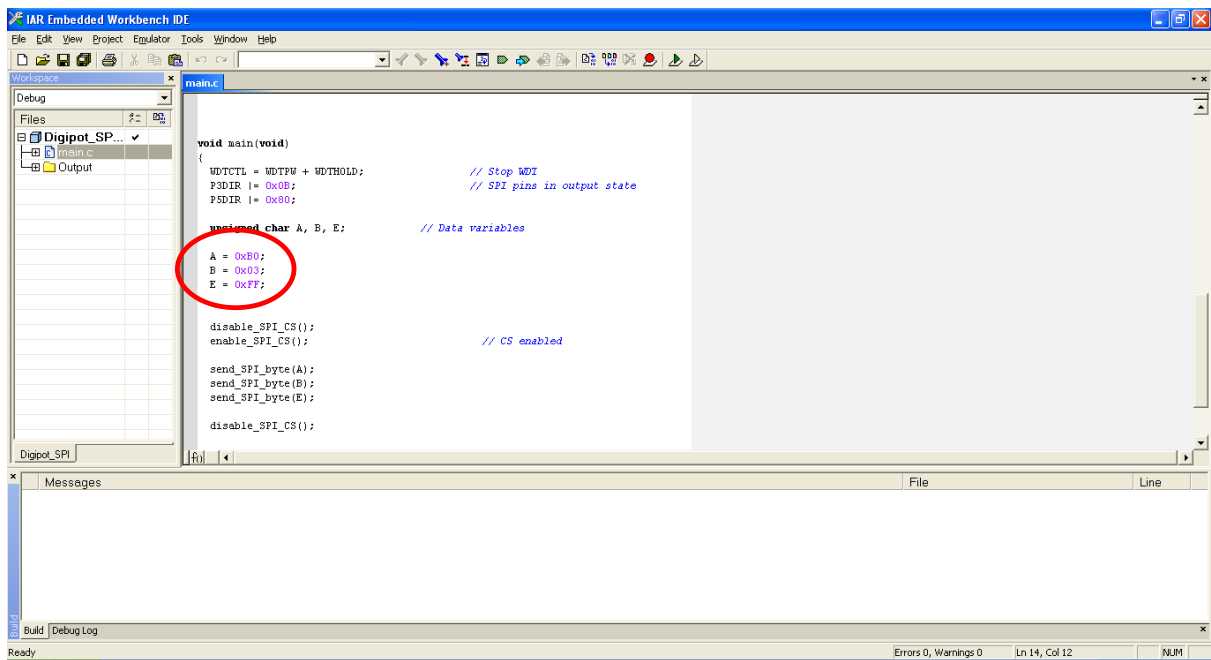 IAR Embedded Workbench IDE
File Edit View Project Emulator Tools Window Help
Workspace
main.c
Debug
Files
Digipot_SP...
main.c
Output
void main(void)
{
WDTCTL = WDTPW + WDTHOLD; // Stop WDT
P3DIR |= 0x0B; // SPI pins in output state
P5DIR |= 0x80;
unsigned char A, B, E; // Data variables
A = 0xB0;
B = 0x03;
E = 0xFF;
disable_SPI_CS();
enable_SPI_CS(); // CS enabled
send_SPI_byte(A);
send_SPI_byte(B);
send_SPI_byte(E);
disable_SPI_CS();
Digipot_SPI
f()
Messages File Line
Build
Build Debug Log
Ready Errors 0, Warnings 0 Ln 14, Col 12 NUM